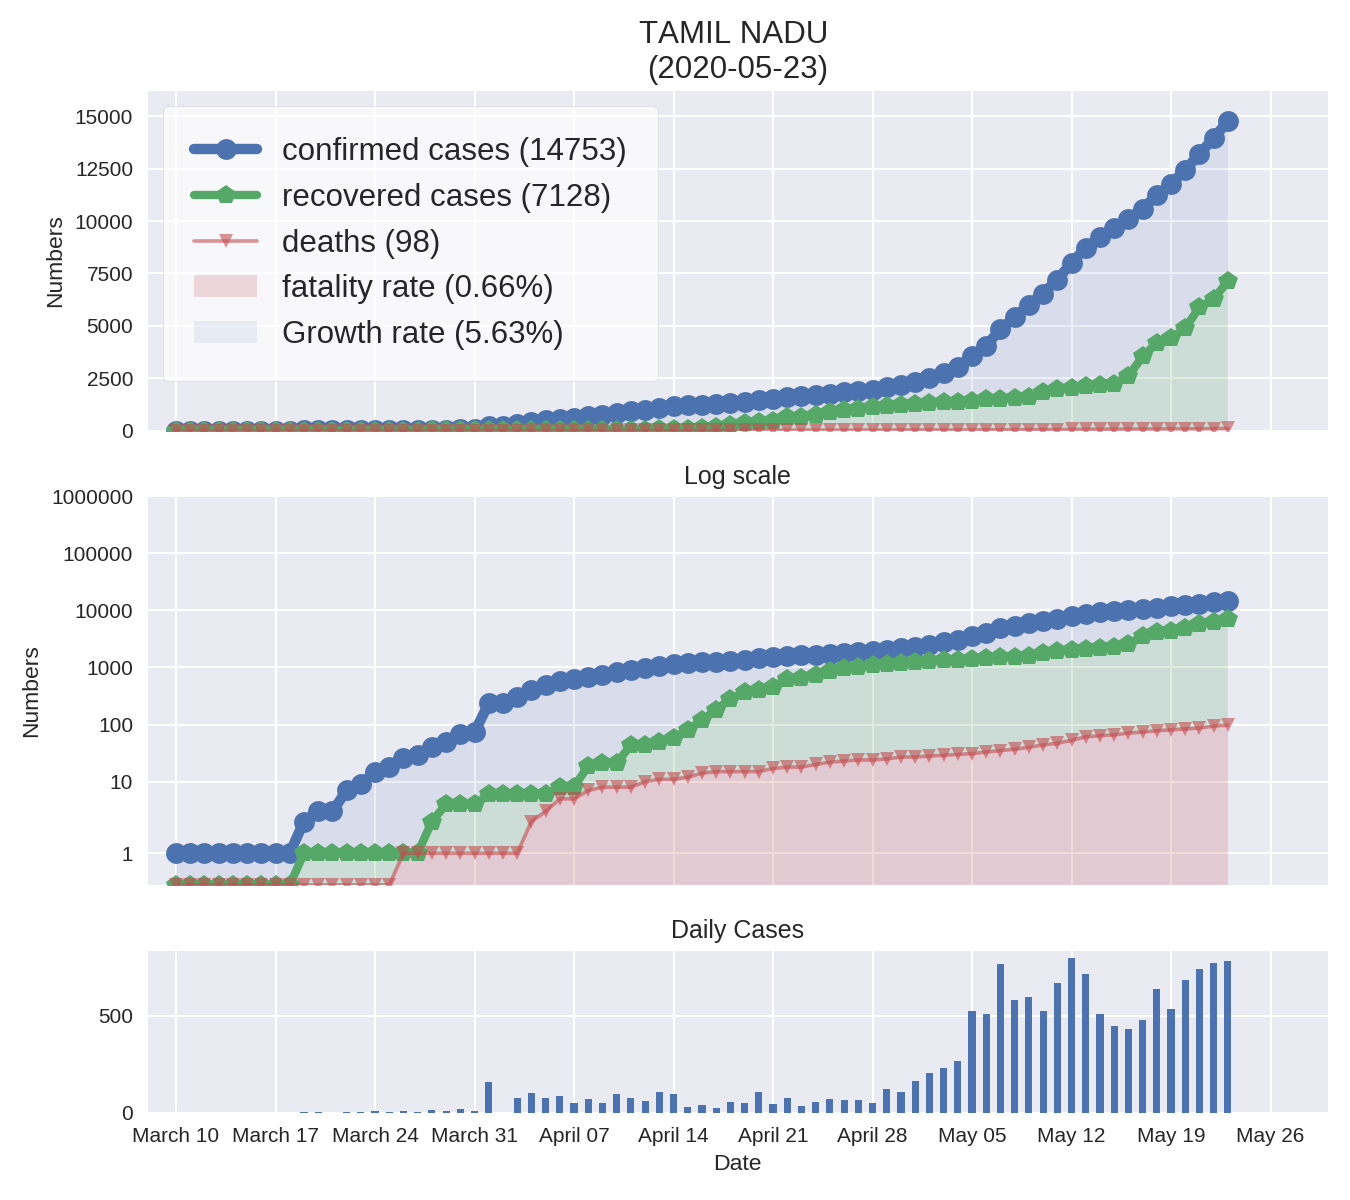 TAMIL NADU
(2020-05-23)
15000
12500
10000
7500
5000
2500
0
Numbers
confirmed cases (14753)
recovered cases (7128)
deaths (98)
fatality rate (0.66%)
Growth rate (5.63%)
Log scale
1000000
100000
10000
1000
100
10
1
Numbers
Daily Cases
500
0
March 10 March 17 March 24 March 31 April 07 April 14 April 21 April 28 May 05 May 12 May 19 May 26
Date